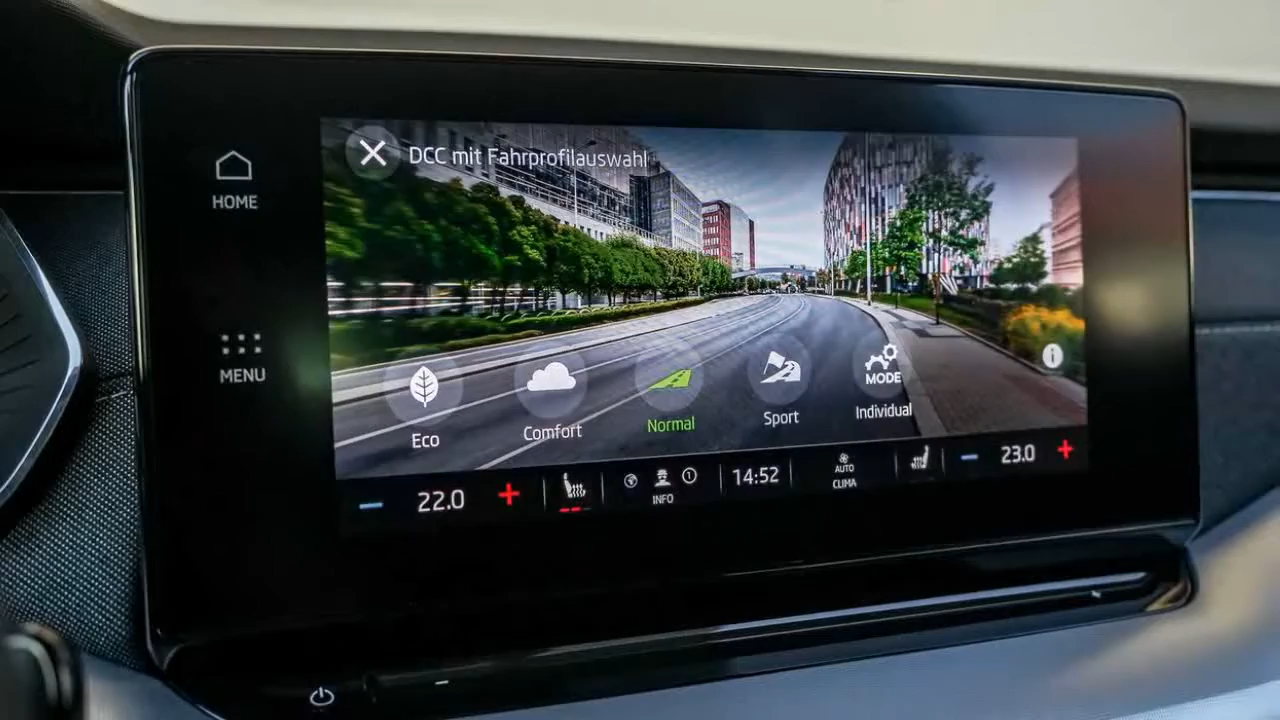 DCC mit Fahrprofilauswahl
HOME
MENU
Eco
Comfort
Normal
Sport
MODE
Individual
i
22.0
1
INFO
14:52
AUTO
CLIMA
23.0